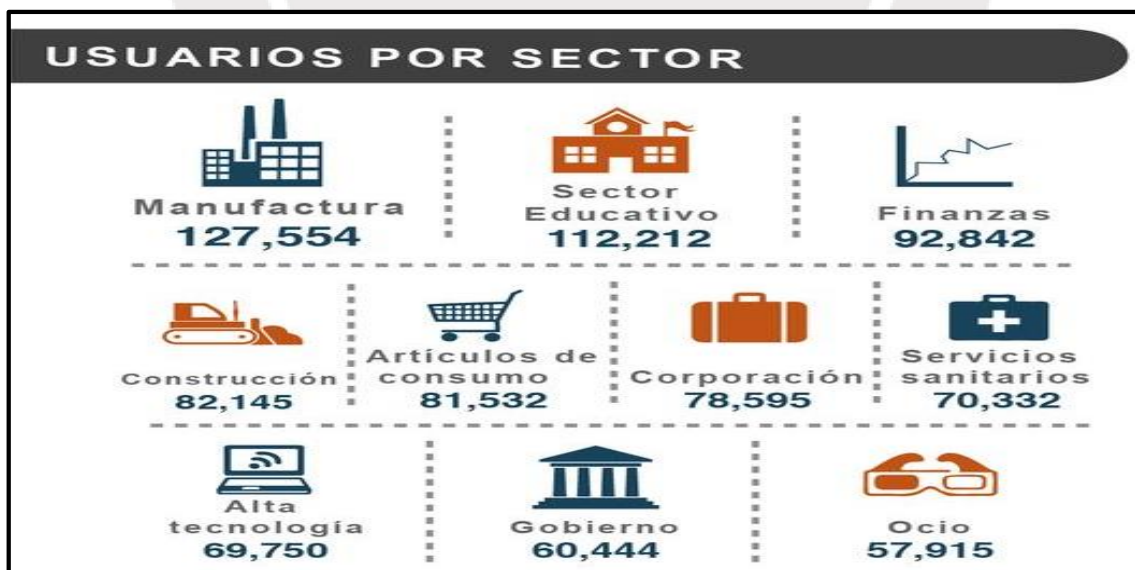 USUARIOS POR SECTOR
Manufactura
127,554
Sector
Educativo
112,212
Finanzas
92,842
Construcción
82,145
Artículos de
consumo
81,532
Corporación
78,595
Servicios
sanitarios
70,332
Alta
tecnología
69,750
Gobierno
60,444
Ocio
57,915